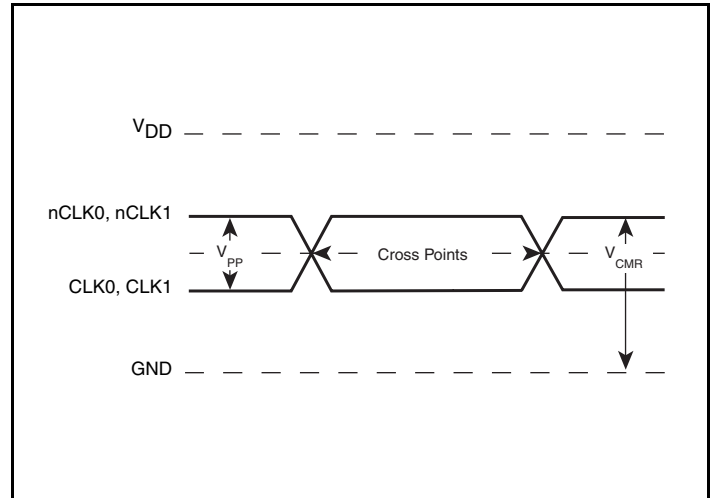 VDD
nCLK0, nCLK1
VPP
Cross Points
VCMR
CLK0, CLK1
GND